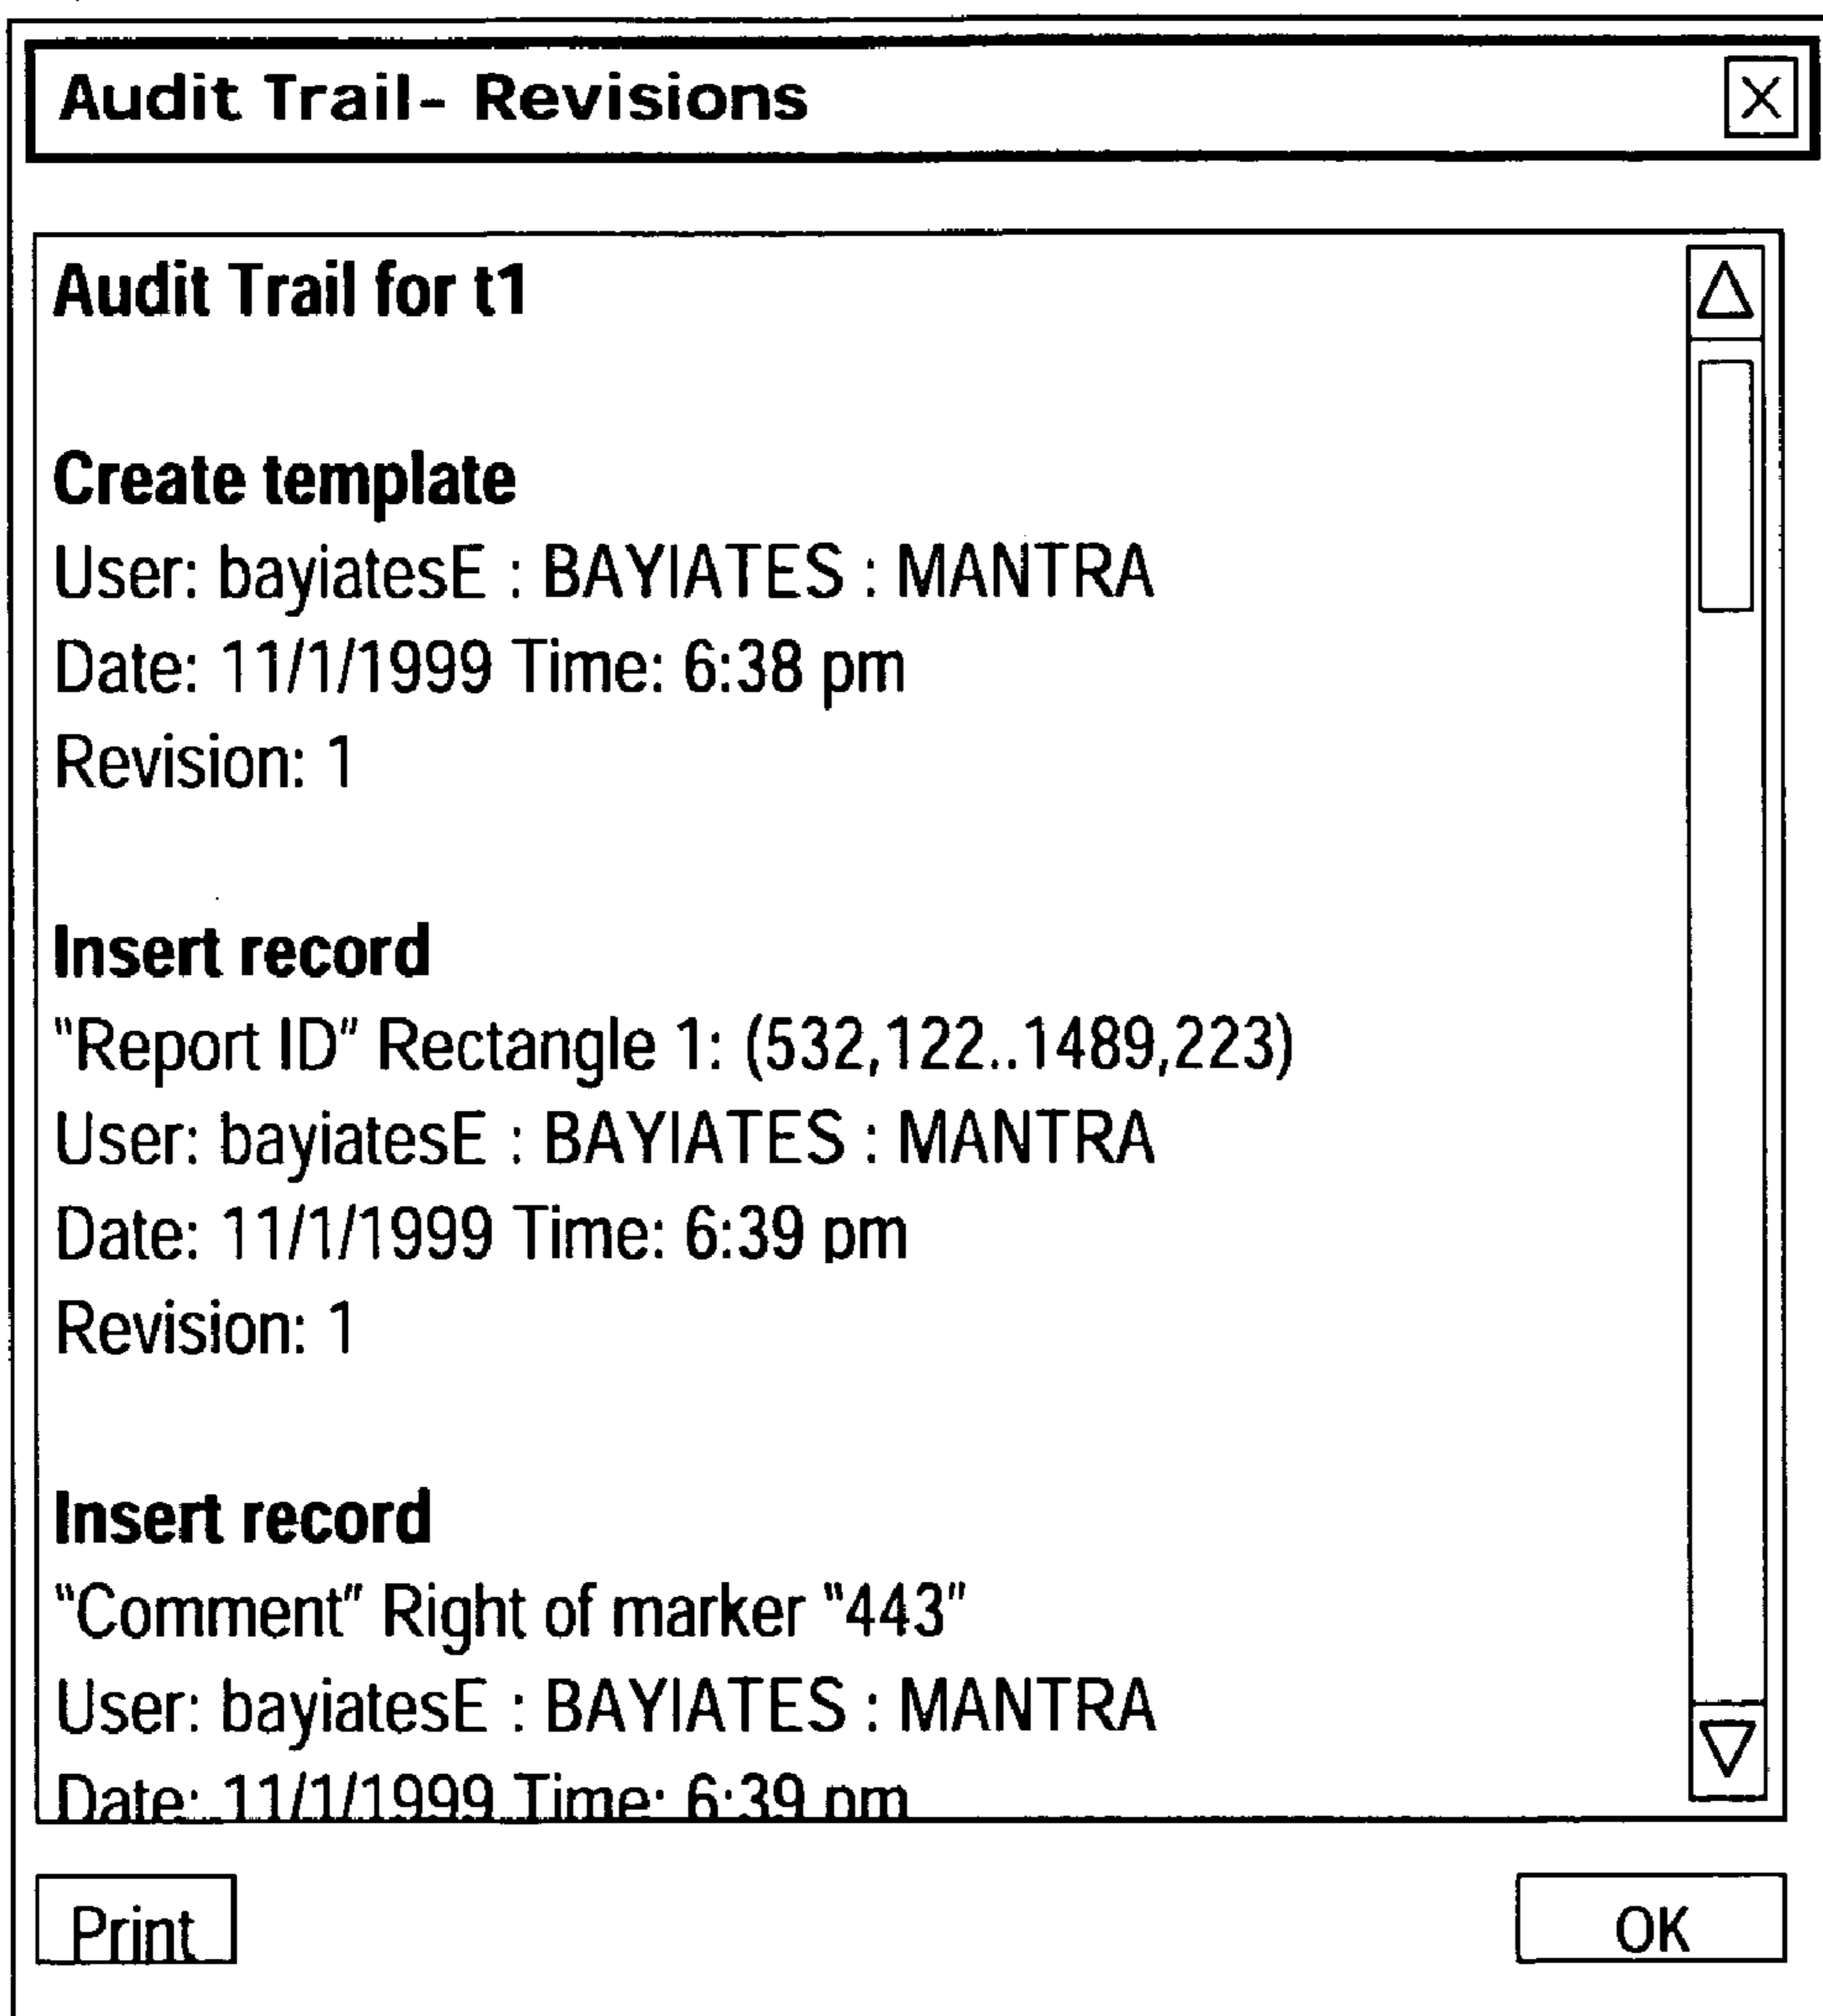 Audit Trail- Revisions
Audit Trail for t1
Create template
User: bayiatesE : BAYIATES : MANTRA
Date: 11/1/1999 Time: 6:38 pm
Revision: 1
Insert record
"Report ID" Rectangle 1: (532,122..1489,223)
User: bayiatesE : BAYIATES : MANTRA
Date: 11/1/1999 Time: 6:39 pm
Revision: 1
Insert record
"Comment" Right of marker "443"
User: bayiatesE : BAYIATES : MANTRA
Date: 11/1/1999 Time: 6:39 pm
Print OK